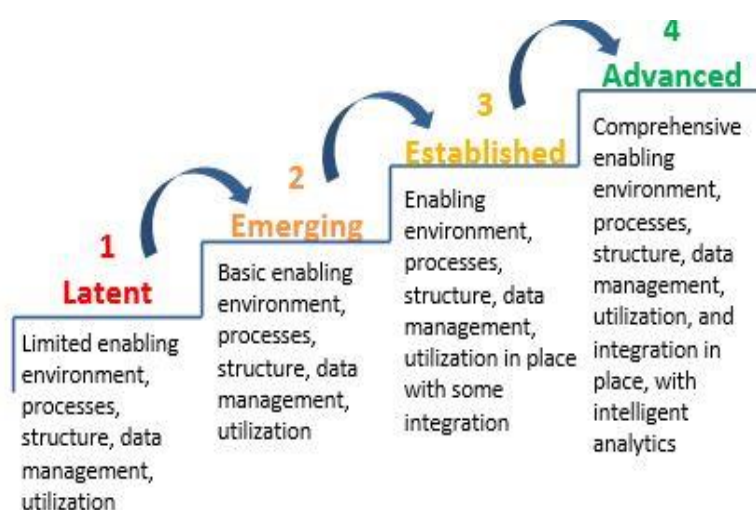 1
Latent
Limited enabling
environment,
processes,
structure, data
management,
utilization
2
Emerging
Basic enabling
environment,
processes,
structure, data
management,
utilization
3
Established
Enabling
environment,
processes,
structure, data
management,
utilization in place
with some
integration
4
Advanced
Comprehensive
enabling
environment,
processes,
structure, data
management,
utilization, and
integration in
place, with
intelligent
analytics